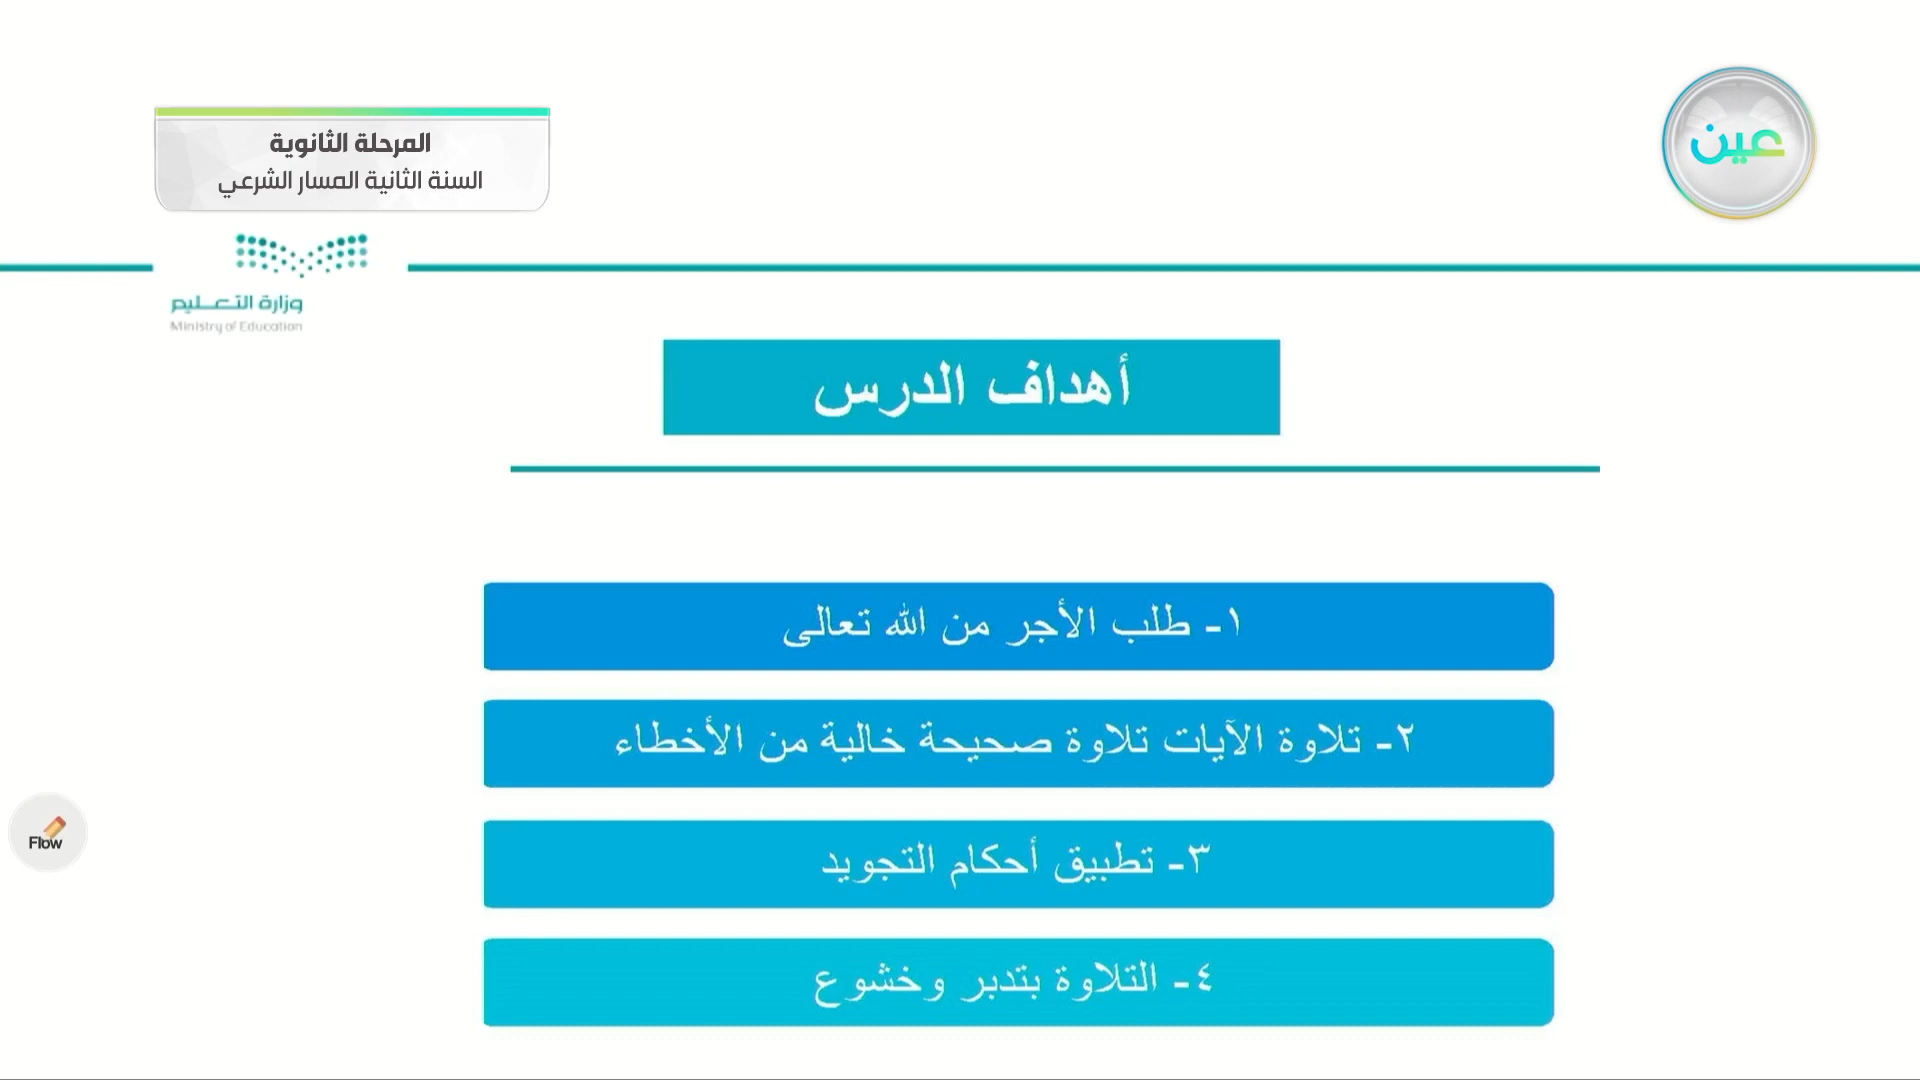 عين
المرحلة الثانوية
السنة الثانية المسار الشرعي
وزارة التعليم
Ministry of Education
أهداف الدرس
١- طلب الأجر من الله تعالى
٢- تلاوة الآيات تلاوة صحيحة خالية من الأخطاء
٣- تطبيق أحكام التجويد
٤- التلاوة بتدبر وخشوع
Flow